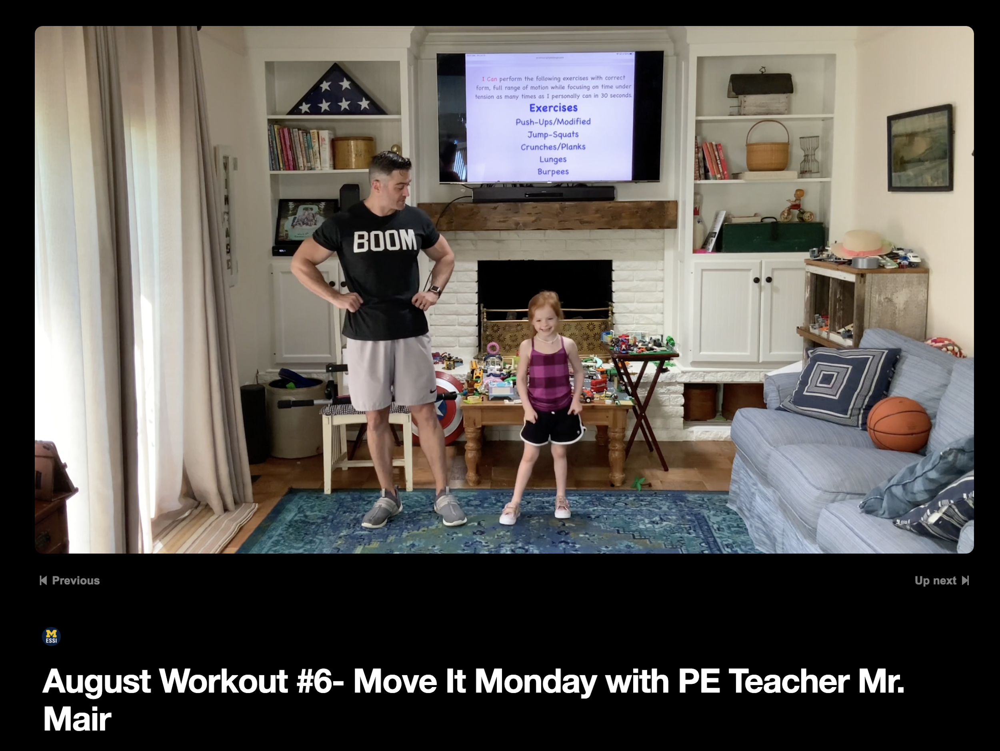 I Can perform the following exercises with correct
form, full range of motion while focusing on time under
tension as many times as I personally can in 30 seconds.
Exercises
Push-Ups/Modified
Jump-Squats
Crunches/Planks
Lunges
Burpees
BOOM
Previous
Up next
M
ESSI
August Workout #6- Move It Monday with PE Teacher Mr.
Mair